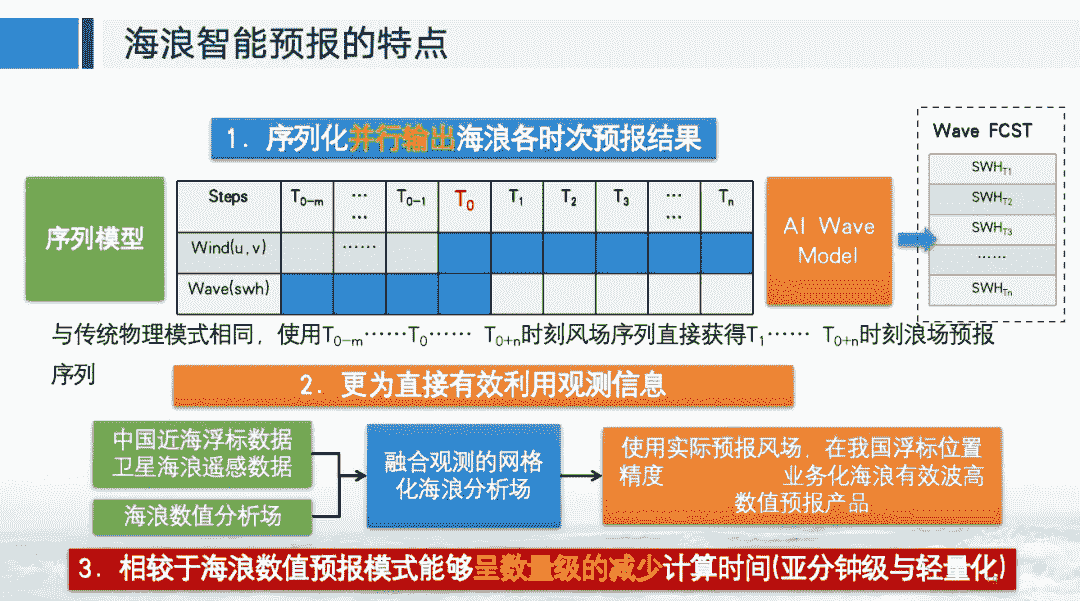 海浪智能预报的特点
1. 序列化并行输出海浪各时次预报结果
序列模型
Steps T₀₋ₘ …… T₀₋₁ T₀ T₁ T₂ T₃ …… Tₙ
Wind(u,v) ……
Wave(swh)
AI Wave
Model
Wave FCST
SWH_T1
SWH_T2
SWH_T3
……
SWH_Tn
与传统物理模式相同，使用T₀₋ₘ……T₀…… T₀₊ₙ时刻风场序列直接获得T₁…… T₀₊ₙ时刻浪场预报
序列
2. 更为直接有效利用观测信息
中国近海浮标数据
卫星海浪遥感数据
海浪数值分析场
融合观测的网格
化海浪分析场
使用实际预报风场，在我国浮标位置
精度 业务化海浪有效波高
数值预报产品
3. 相较于海浪数值预报模式能够呈数量级的减少计算时间(亚分钟级与轻量化)